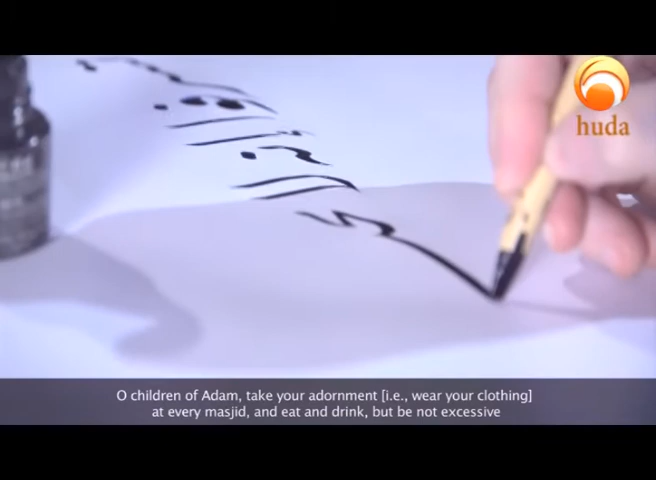 huda
O children of Adam, take your adornment [i.e., wear your clothing]
at every masjid, and eat and drink, but be not excessive